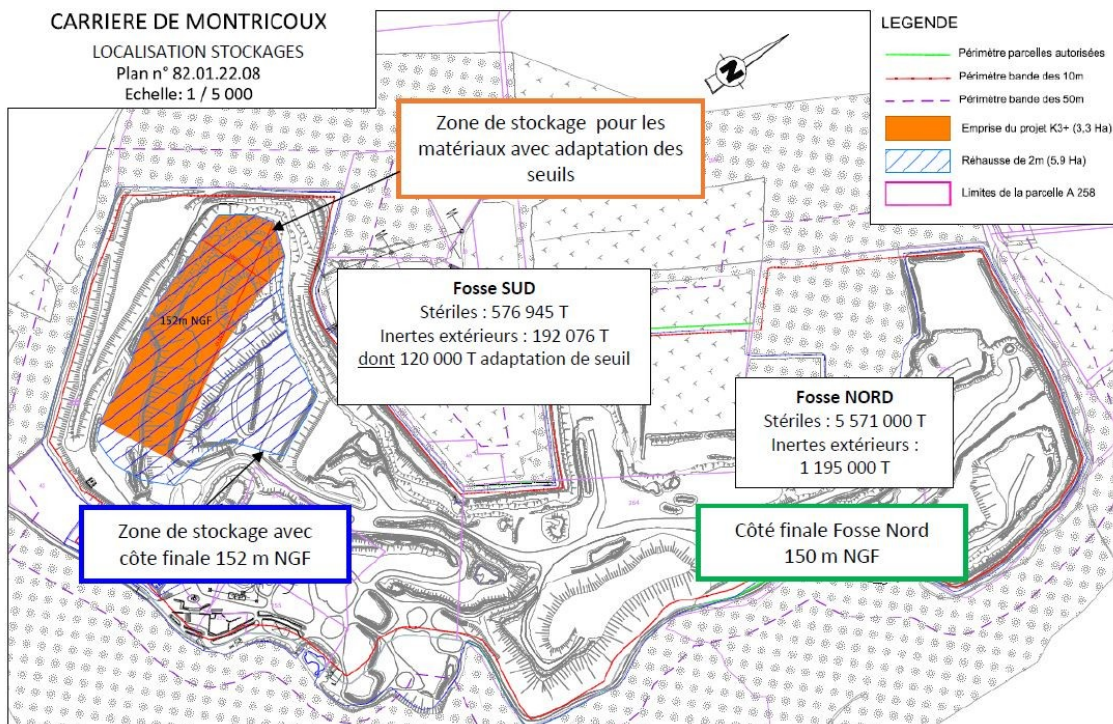 CARRIERE DE MONTRICOUX
LOCALISATION STOCKAGES
Plan n° 82.01.22.08
Echelle: 1 / 5 000
N
LEGENDE
Périmètre parcelles autorisées
Périmètre bande des 10m
Périmètre bande des 50m
Emprise du projet K3+ (3,3 Ha)
Réhausse de 2m (5,9 Ha)
Limites de la parcelle A 258
Zone de stockage pour les
matériaux avec adaptation des
seuils
152m NGF
Fosse SUD
Stériles : 576 945 T
Inertes extérieurs : 192 076 T
dont 120 000 T adaptation de seuil
Fosse NORD
Stériles : 5 571 000 T
Inertes extérieurs :
1 195 000 T
Zone de stockage avec
côte finale 152 m NGF
Côté finale Fosse Nord
150 m NGF